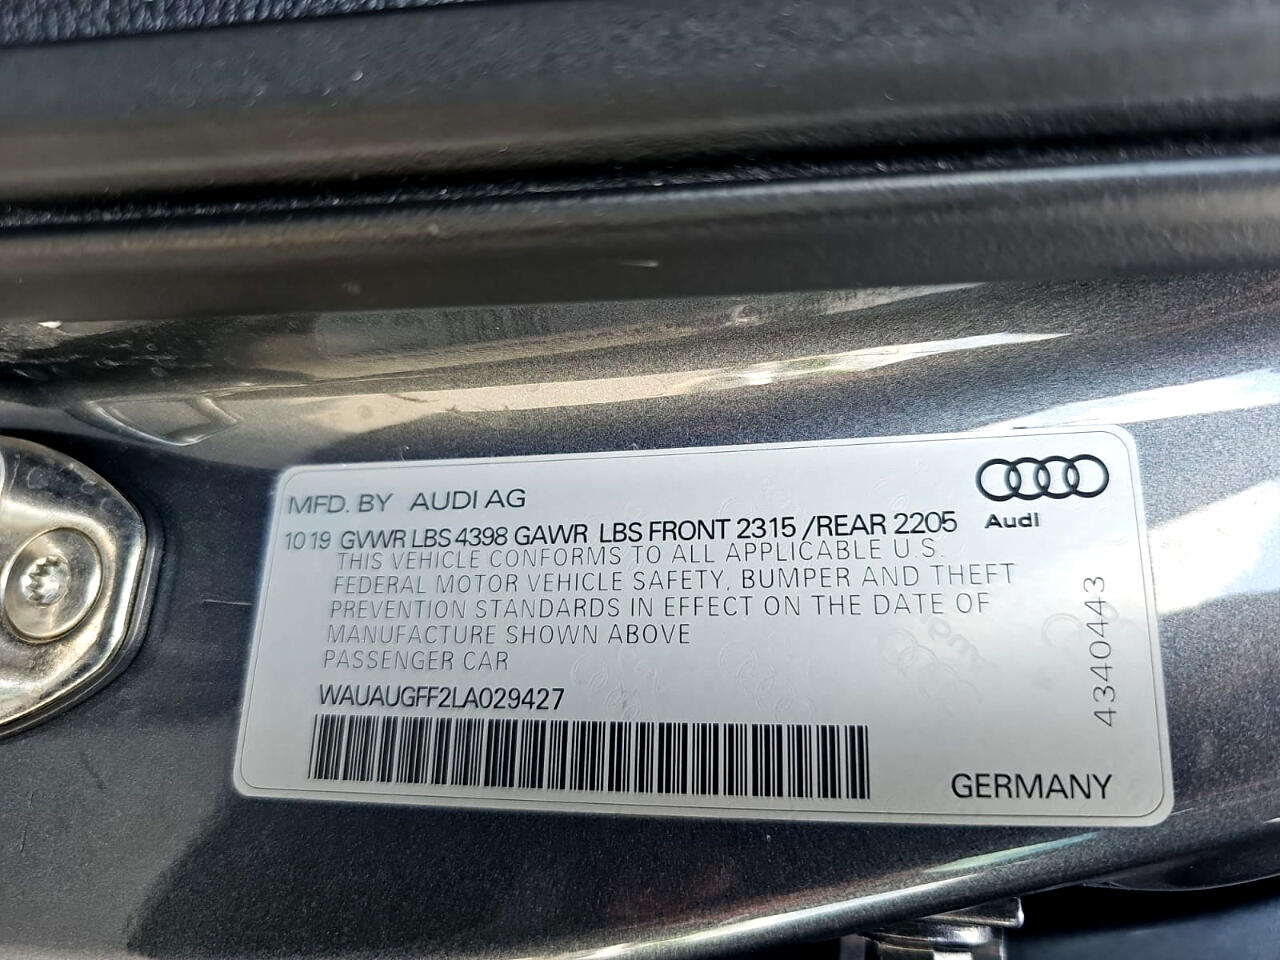 MFD. BY AUDI AG
Audi
1019 GVWR LBS 4398 GAWR LBS FRONT 2315 /REAR 2205
THIS VEHICLE CONFORMS TO ALL APPLICABLE U.S.
FEDERAL MOTOR VEHICLE SAFETY, BUMPER AND THEFT
PREVENTION STANDARDS IN EFFECT ON THE DATE OF
MANUFACTURE SHOWN ABOVE
PASSENGER CAR
WAUAUGFF2LA029427
4340443
GERMANY